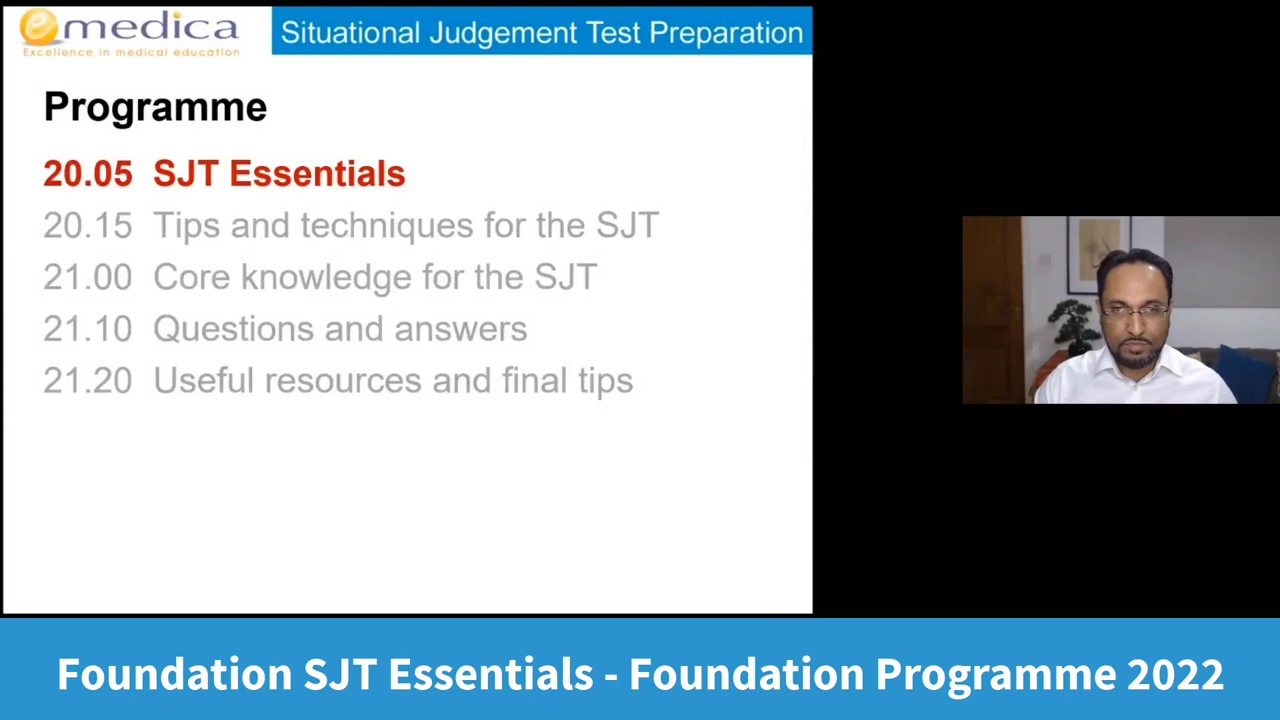 emedica
Excellence in medical education
Situational Judgement Test Preparation
Programme
20.05 SJT Essentials
20.15 Tips and techniques for the SJT
21.00 Core knowledge for the SJT
21.10 Questions and answers
21.20 Useful resources and final tips
Foundation SJT Essentials - Foundation Programme 2022